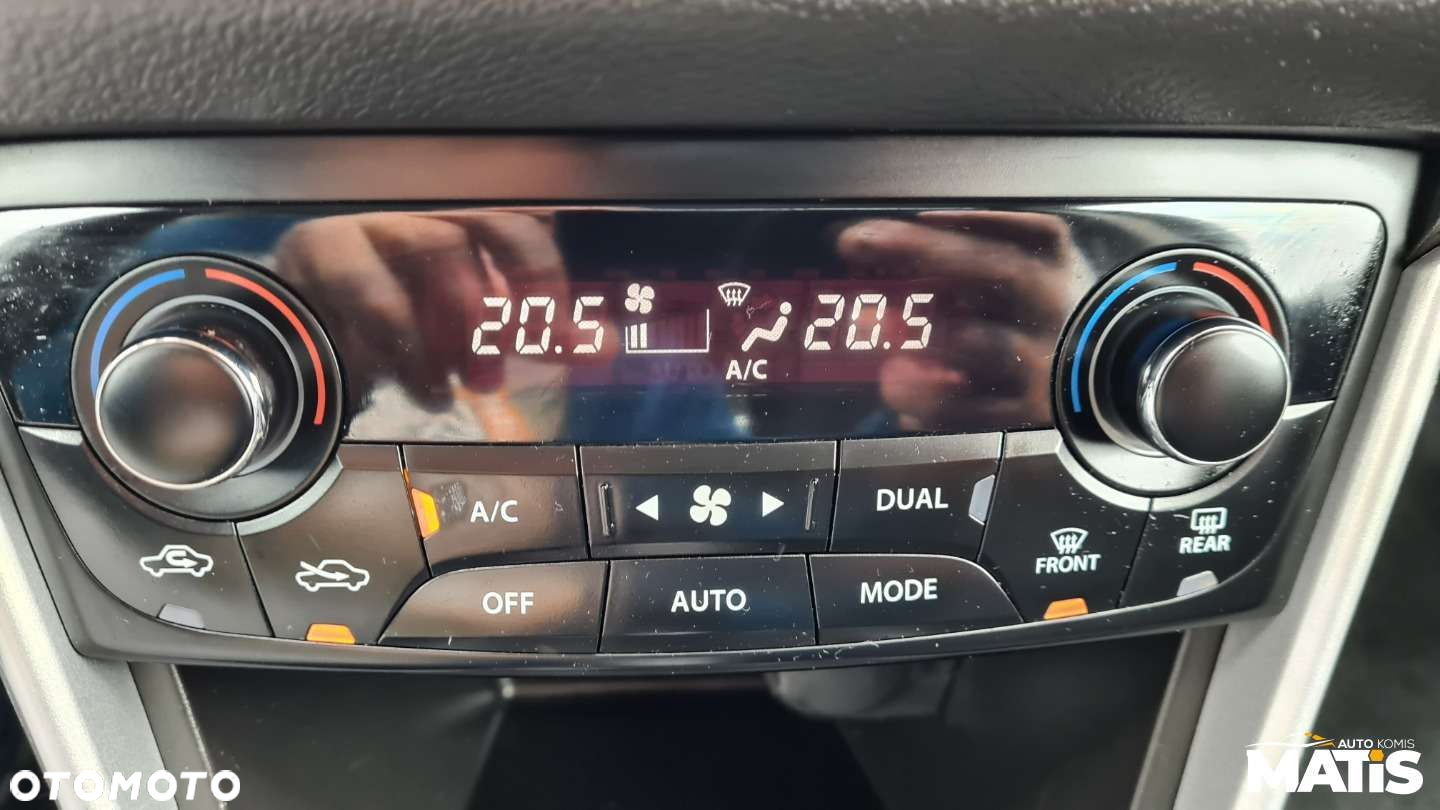 20.5 20.5
A/C
A/C DUAL
FRONT REAR
OFF AUTO MODE
OTOMOTO
AUTO KOMIS
MATiS